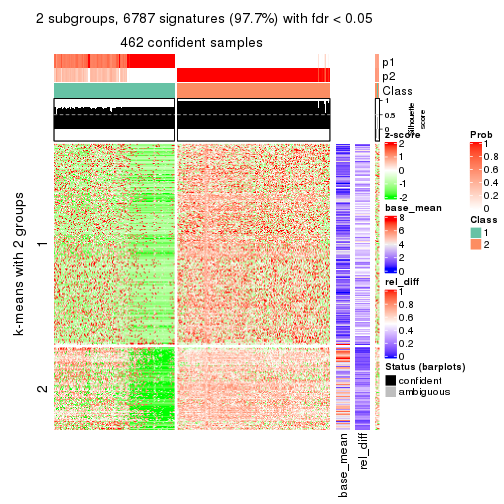 2 subgroups, 6787 signatures (97.7%) with fdr < 0.05
462 confident samples
p1
p2
Class
1
0.5
0
Silhouette
score
k-means with 2 groups
1
2
base_mean
rel_diff
z-score
2
1
0
-1
-2
base_mean
8
6
4
2
0
rel_diff
1
0.8
0.6
0.4
0.2
0
Status (barplots)
confident
ambiguous
Prob
1
0.8
0.6
0.4
0.2
0
Class
1
2